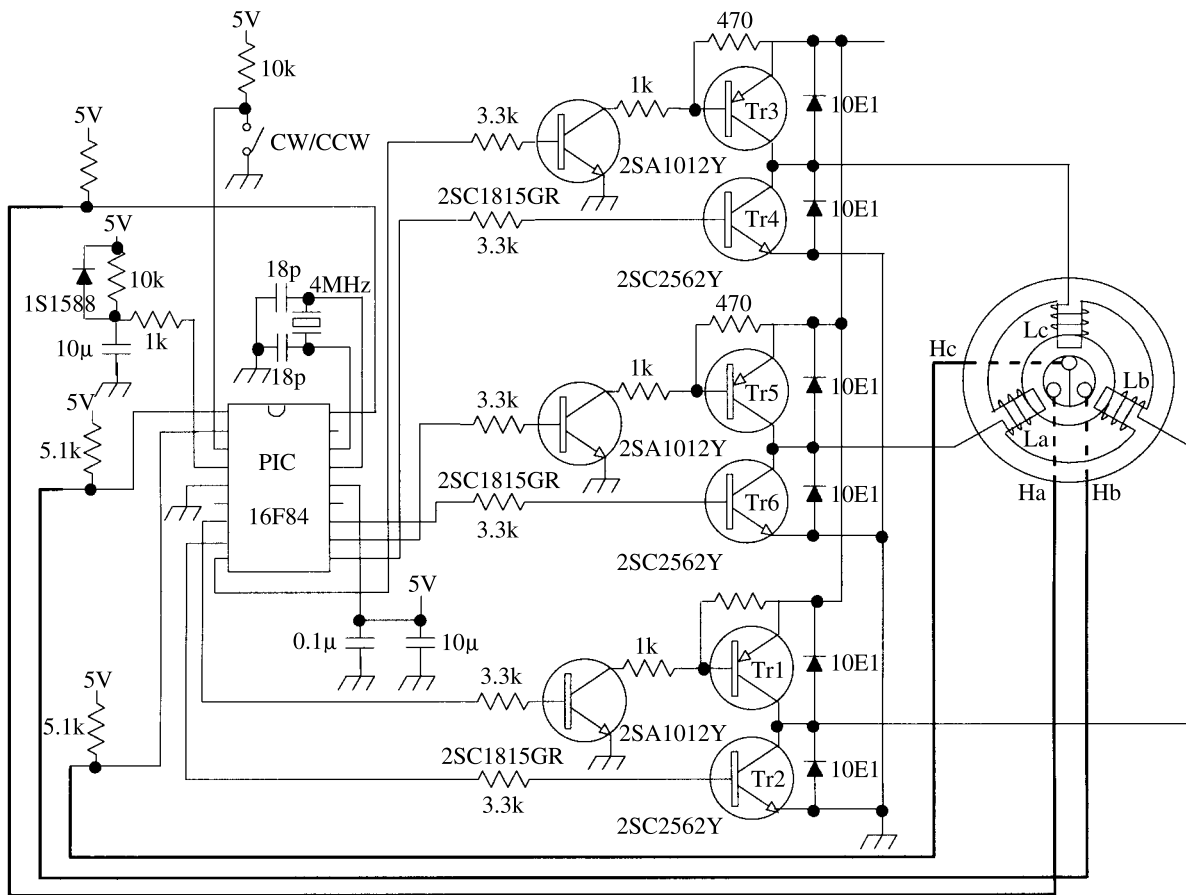 5V
470
10k
1k
5V
3.3k
Tr3
10E1
CW/CCW
2SA1012Y
2SC1815GR
3.3k
Tr4
10E1
5V
18p
4MHz
2SC2562Y
10k
1S1588
470
10µ
1k
18p
Lc
Hc
Lb
5V
1k
Tr5
10E1
3.3k
5.1k
PIC
2SA1012Y
La
2SC1815GR
Ha
Hb
16F84
3.3k
Tr6
10E1
2SC2562Y
5V
0.1µ
10µ
1k
Tr1
10E1
5V
3.3k
5.1k
2SA1012Y
2SC1815GR
3.3k
Tr2
10E1
2SC2562Y